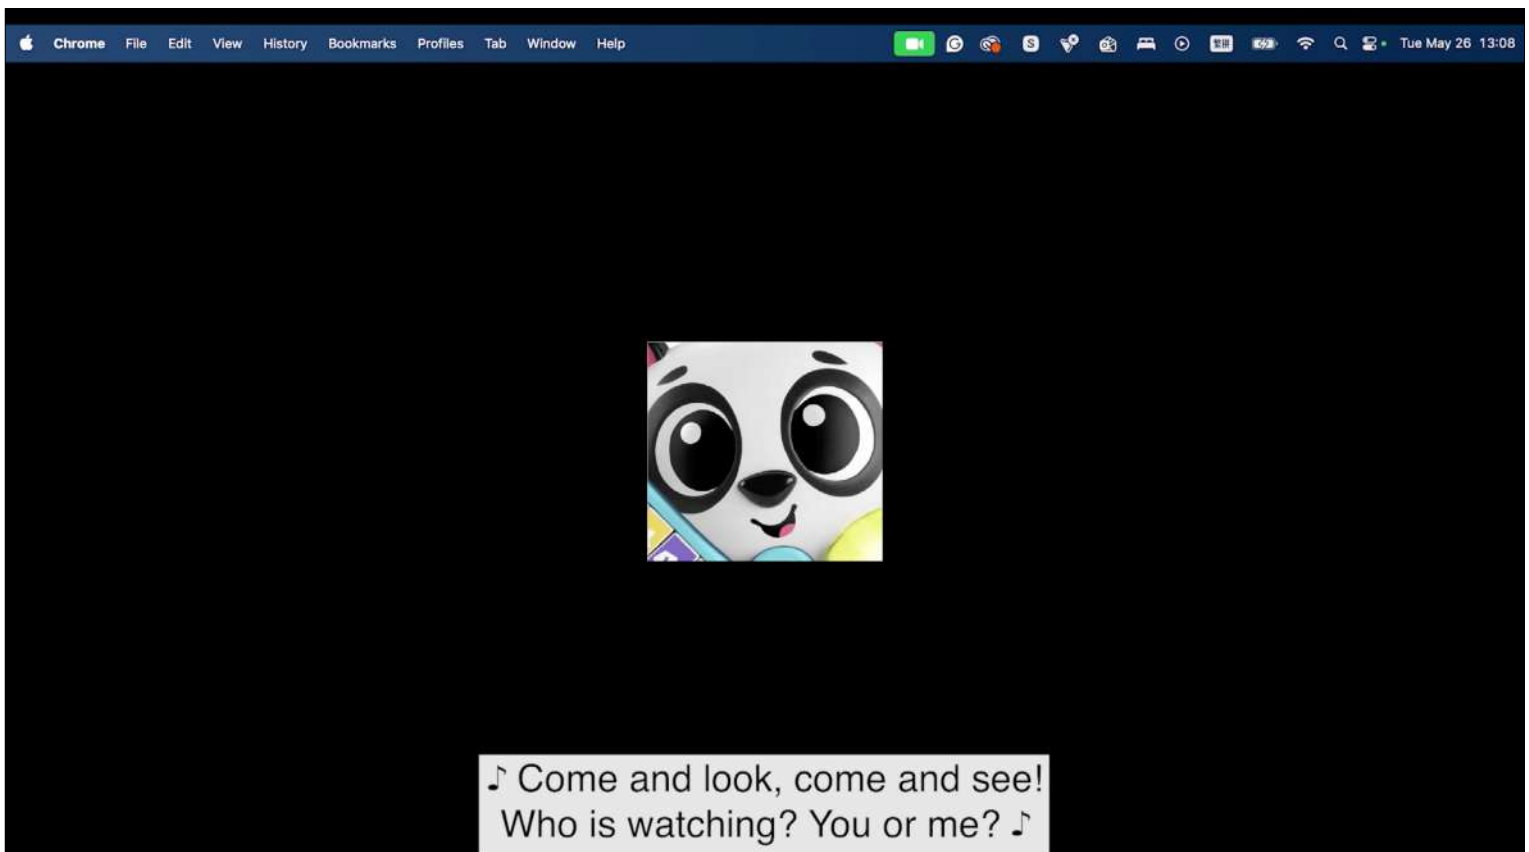 Chrome File Edit View History Bookmarks Profiles Tab Window Help Tue May 26 13:08
♪ Come and look, come and see!
Who is watching? You or me? ♪